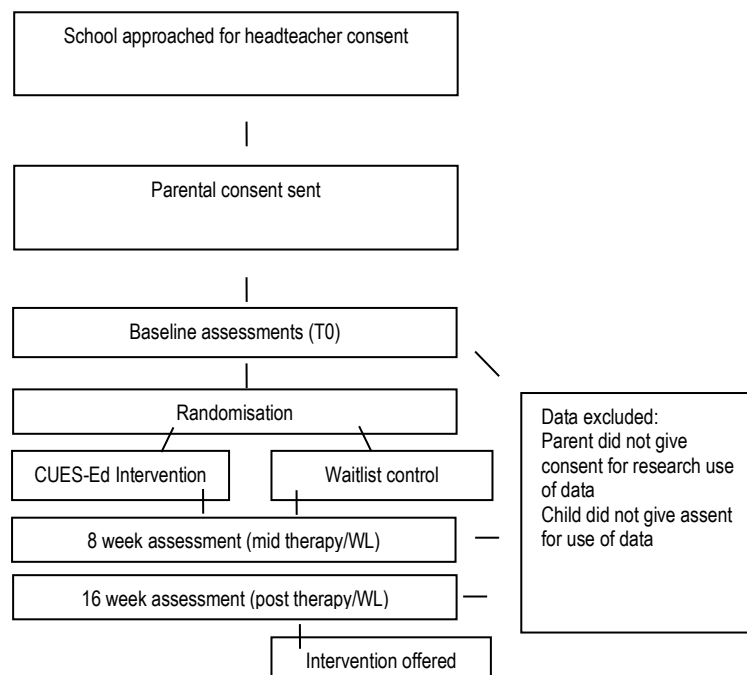 School approached for headteacher consent
Parental consent sent
Baseline assessments (T0)
Randomisation
CUES-Ed Intervention
Waitlist control
8 week assessment (mid therapy/WL)
16 week assessment (post therapy/WL)
Intervention offered
Data excluded:
Parent did not give
consent for research use
of data
Child did not give assent
for use of data